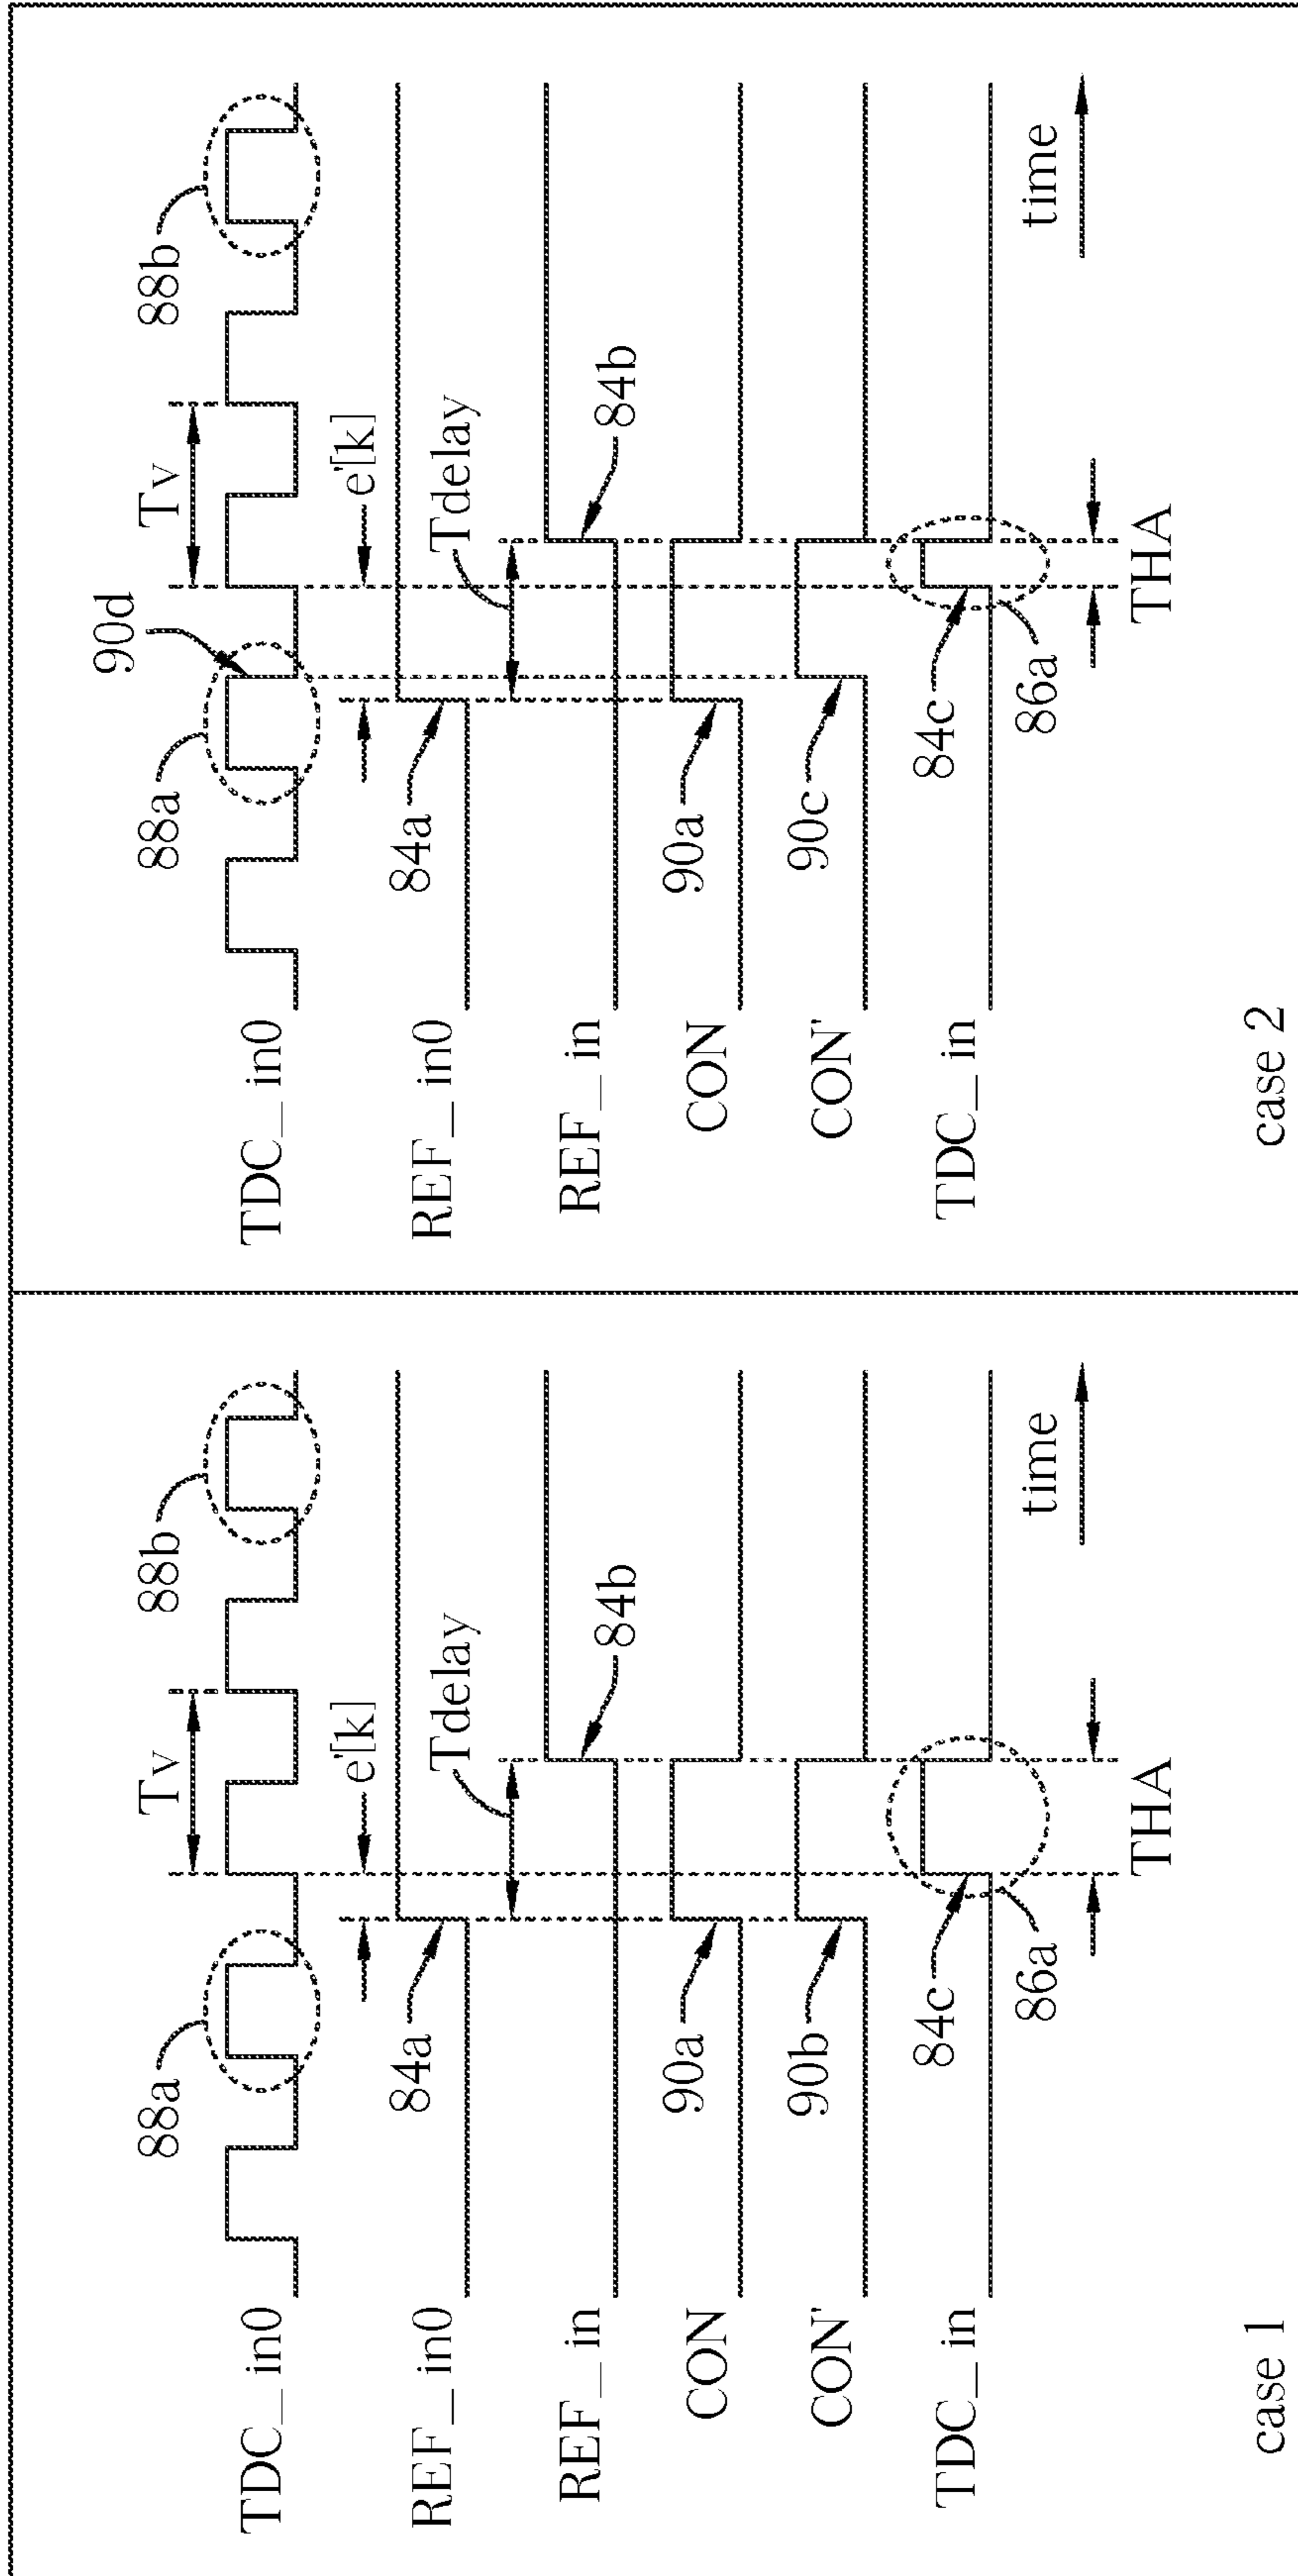 88a
Tv
88b
TDC_in0
e'[k]
84a
REF_in0
Tdelay
84b
REF_in
90a
CON
90b
CON'
84c
TDC_in
86a
THA
time
case 1
90d
88a
Tv
88b
TDC_in0
e'[k]
84a
REF_in0
Tdelay
84b
REF_in
90a
CON
90c
CON'
84c
TDC_in
86a
THA
time
case 2